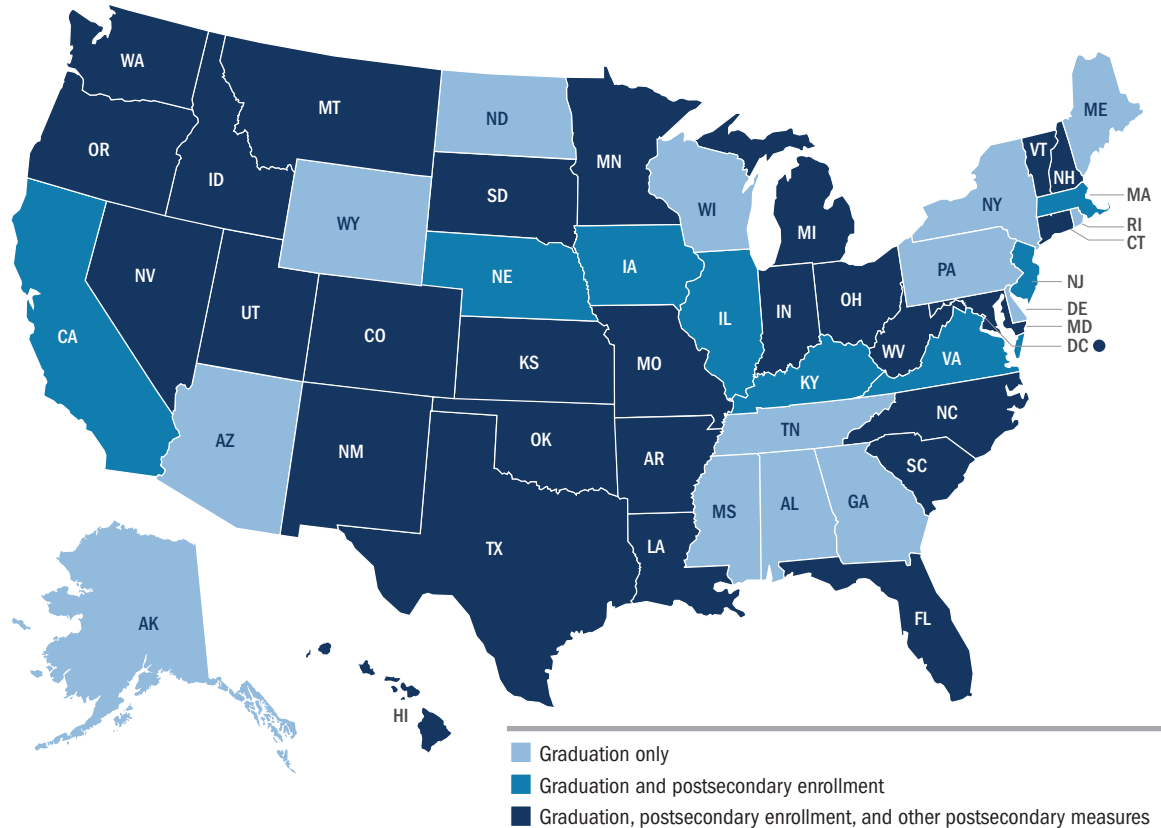 WA
MT
ND
ME
OR
ID
MN
VT
NH
SD
WI
NY
MA
WY
MI
RI
CT
NV
NE
IA
PA
NJ
UT
CO
IL
IN
OH
DE
MD
CA
KS
MO
WV
VA
DC
KY
AZ
NM
OK
AR
TN
NC
SC
MS
AL
GA
TX
LA
AK
FL
HI
Graduation only
Graduation and postsecondary enrollment
Graduation, postsecondary enrollment, and other postsecondary measures